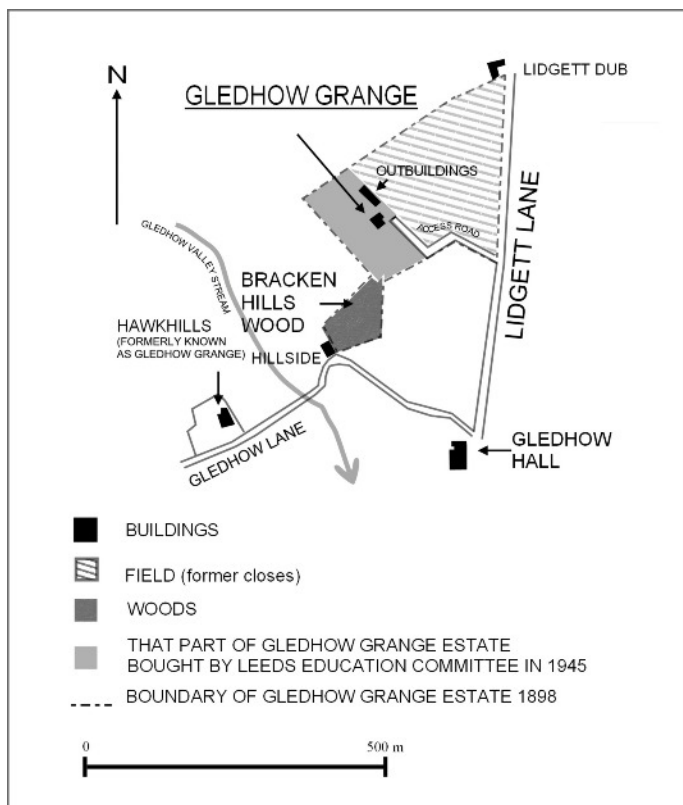 N
LIDGETT DUB
GLEDHOW GRANGE
OUTBUILDINGS
ACCESS ROAD
LIDGETT LANE
GLEDHOW VALLEY
STREAM
BRACKEN
HILLS
WOOD
HAWKHILLS
(FORMERLY KNOWN
AS GLEDHOW GRANGE)
HILLSIDE
GLEDHOW LANE
GLEDHOW
HALL
BUILDINGS
FIELD (former closes)
WOODS
THAT PART OF GLEDHOW GRANGE ESTATE
BOUGHT BY LEEDS EDUCATION COMMITTEE IN 1945
BOUNDARY OF GLEDHOW GRANGE ESTATE 1898
0 500 m